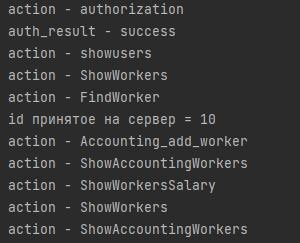 action - authorization
auth_result - success
action - showusers
action - ShowWorkers
action - FindWorker
id принятое на сервер = 10
action - Accounting_add_worker
action - ShowAccountingWorkers
action - ShowWorkersSalary
action - ShowWorkers
action - ShowAccountingWorkers